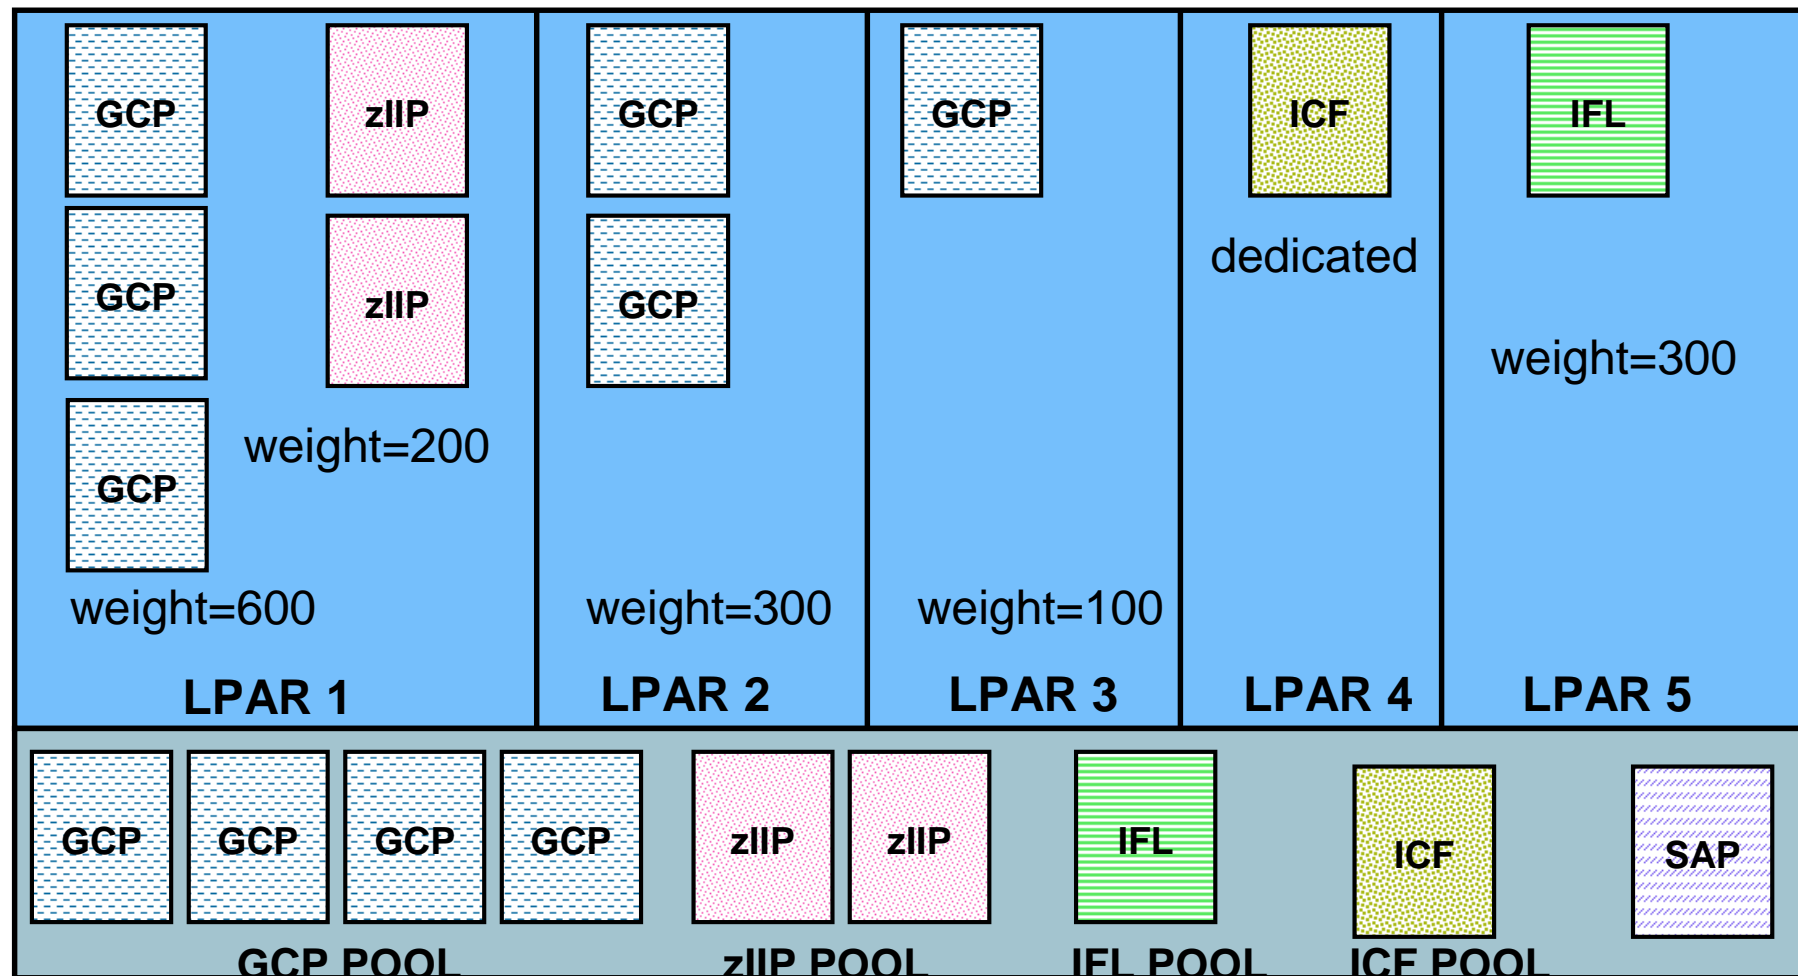 GCP
zIIP
GCP
GCP
ICF
IFL
GCP
zIIP
GCP
dedicated
weight=300
GCP
weight=200
weight=600
weight=300
weight=100
LPAR 1
LPAR 2
LPAR 3
LPAR 4
LPAR 5
GCP
GCP
GCP
GCP
zIIP
zIIP
IFL
ICF
SAP
GCP POOL
zIIP POOL
IFL POOL
ICF POOL